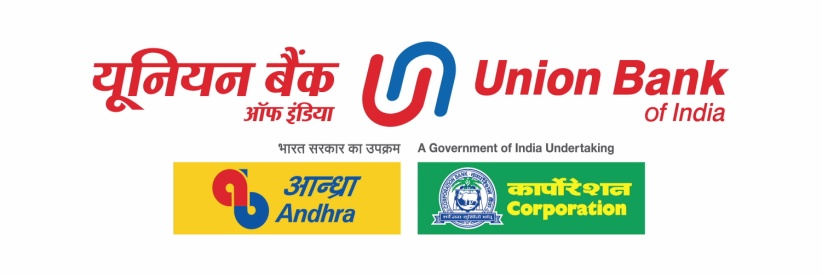 यूनियन बैंक
ऑफ इंडिया
Union Bank
of India
भारत सरकार का उपक्रम
A Government of India Undertaking
आन्ध्रा
Andhra
कार्पोरेशन
Corporation